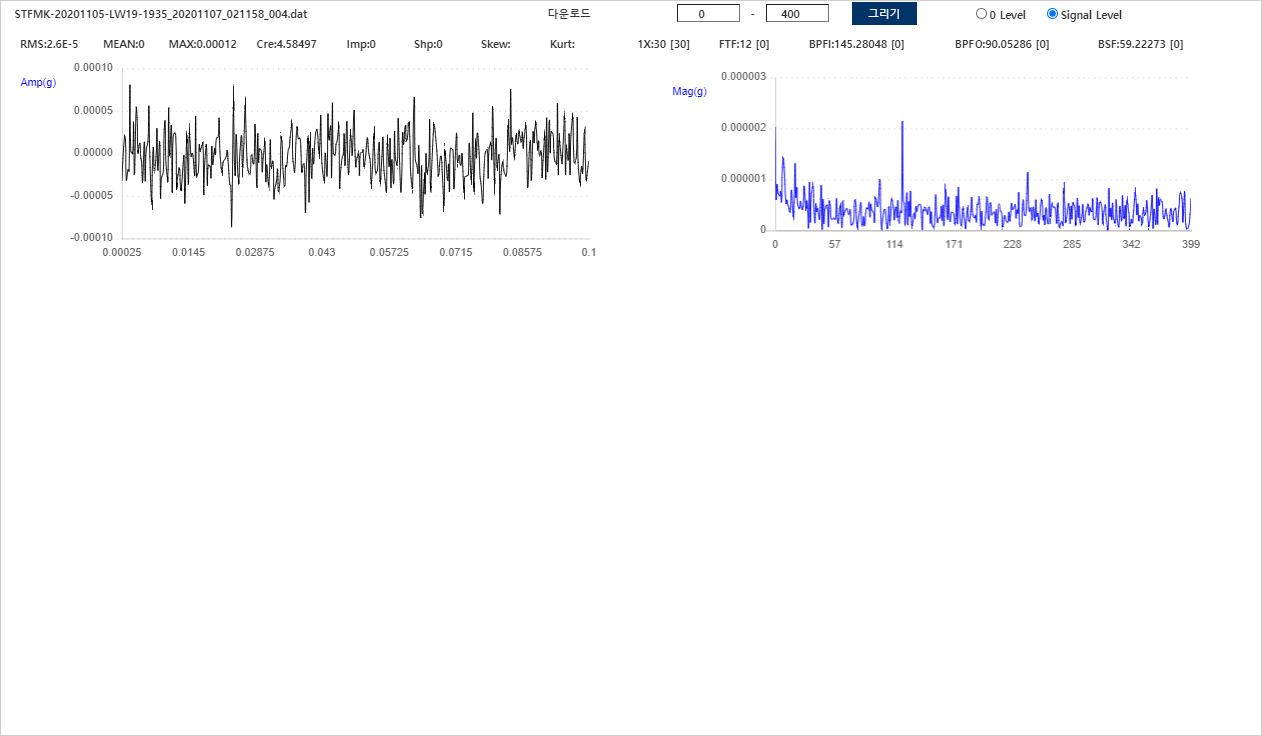 STFMK-20201105-LW19-1935_20201107_021158_004.dat 다운로드 0 - 400 그리기 0 Level Signal Level
RMS:2.6E-5 MEAN:0 MAX:0.00012 Cre:4.58497 Imp:0 Shp:0 Skew: Kurt: 1X:30 [30] FTF:12 [0] BPFI:145.28048 [0] BPFO:90.05286 [0] BSF:59.22273 [0]
Amp(g)
0.00010
0.00005
0.00000
-0.00005
-0.00010
0.00025 0.0145 0.02875 0.043 0.05725 0.0715 0.08575 0.1
Mag(g)
0.000003
0.000002
0.000001
0
0 57 114 171 228 285 342 399